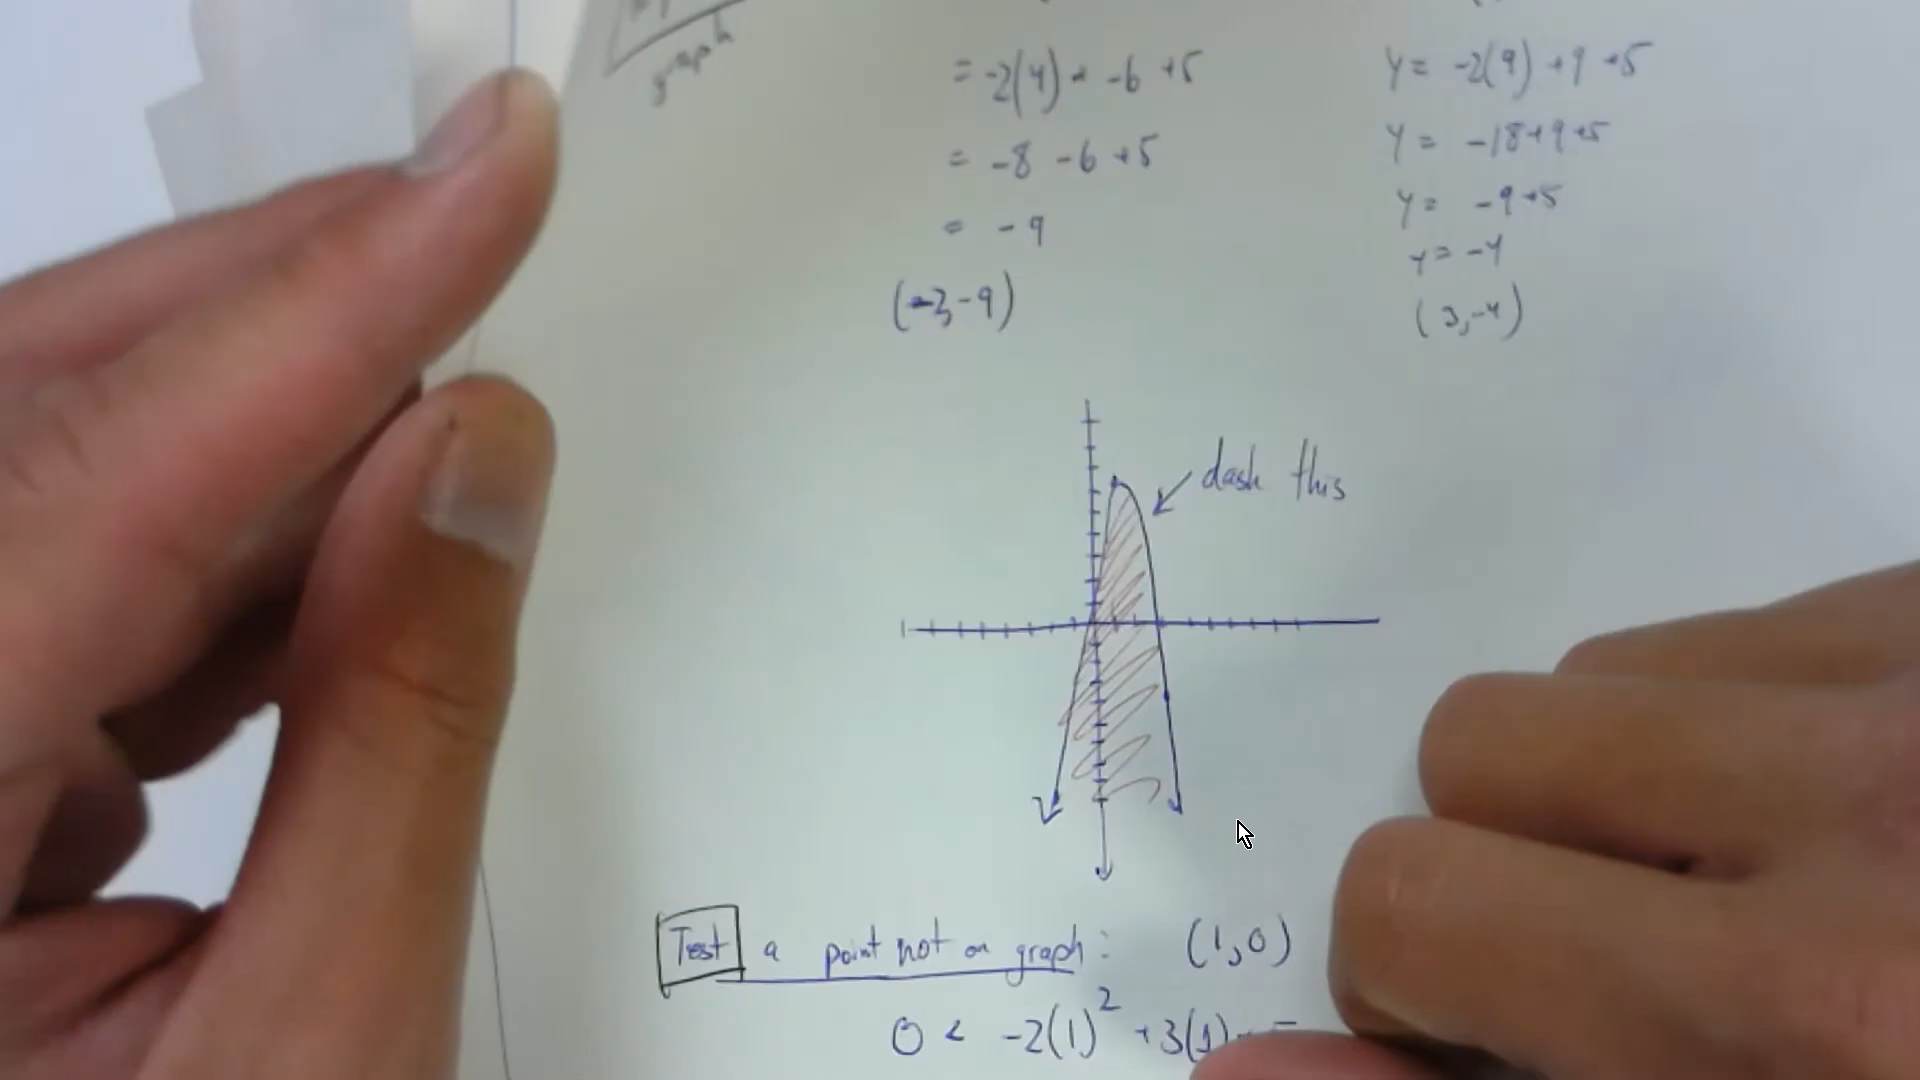 graph
= -2(4) + -6 +5
= -8 -6 +5
= -9
(-2,-9)
y = -2(9) +9 +5
y = -18+9+5
y = -9+5
y = -4
(3,-4)
dash this
Test a point not on graph: (1,0)
0 < -2(1)² + 3(1)